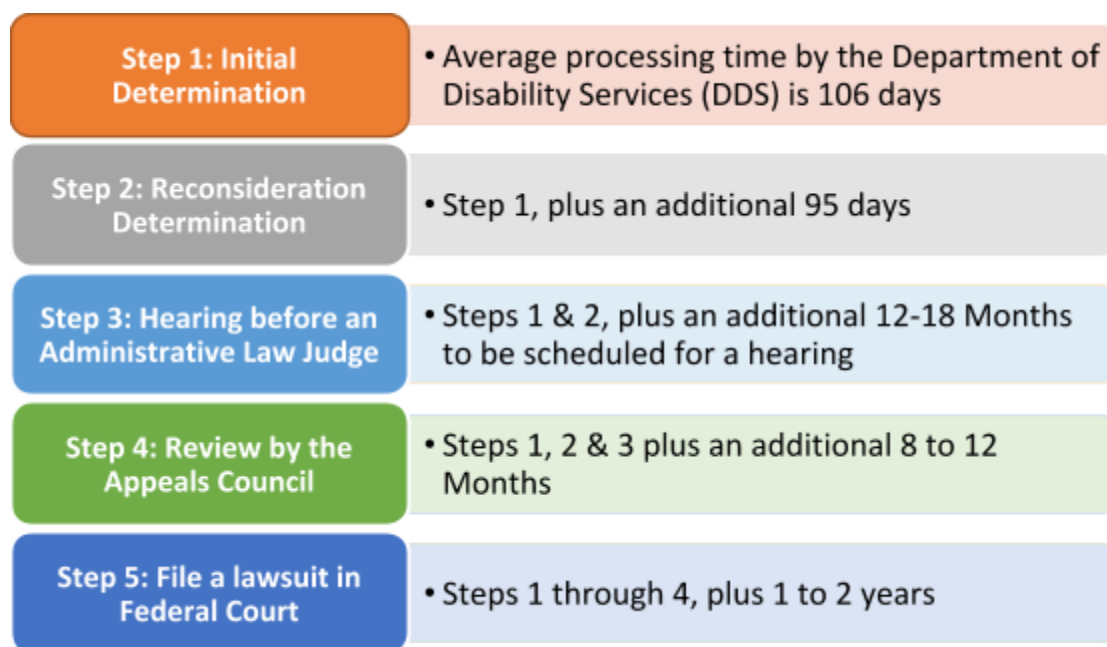 Step 1: Initial
Determination
• Average processing time by the Department of
Disability Services (DDS) is 106 days
Step 2: Reconsideration
Determination
• Step 1, plus an additional 95 days
Step 3: Hearing before an
Administrative Law Judge
• Steps 1 & 2, plus an additional 12-18 Months
to be scheduled for a hearing
Step 4: Review by the
Appeals Council
• Steps 1, 2 & 3 plus an additional 8 to 12
Months
Step 5: File a lawsuit in
Federal Court
• Steps 1 through 4, plus 1 to 2 years